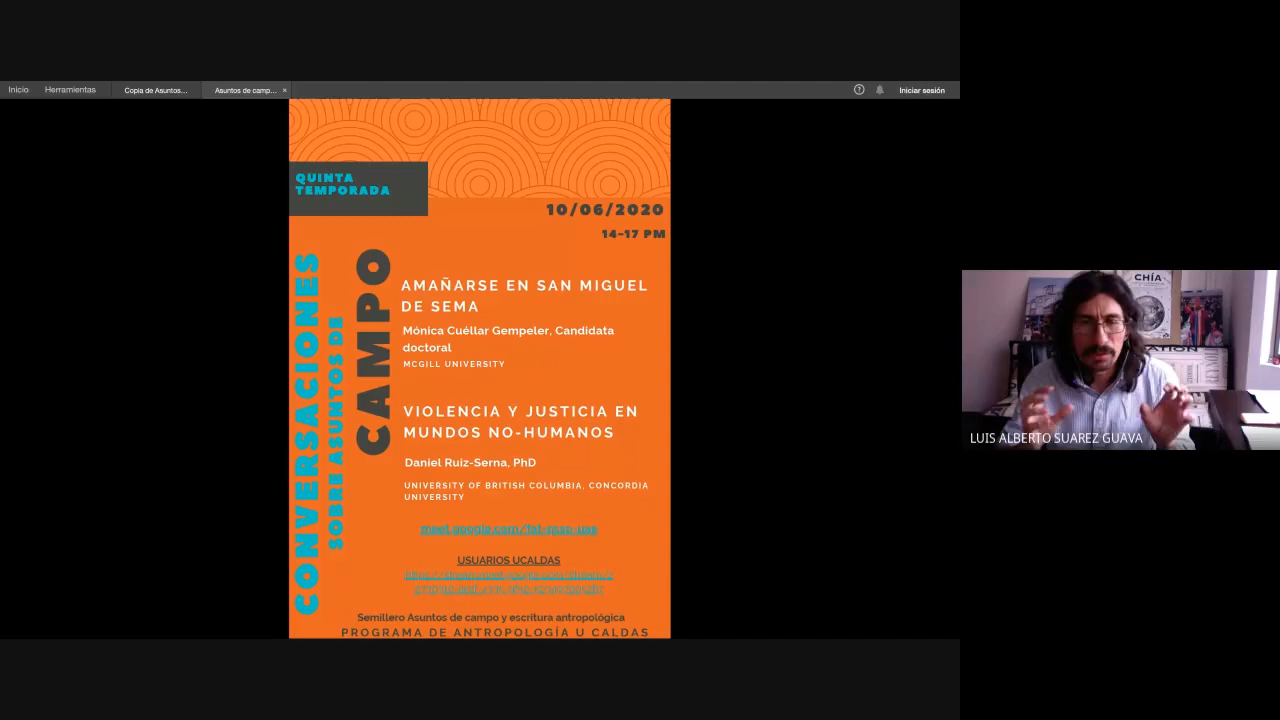 Inicio
Herramientas
Copia de Asuntos...
Asuntos de camp... ×
Iniciar sesión
QUINTA
TEMPORADA
10/06/2020
14-17 PM
CONVERSACIONES
SOBRE ASUNTOS DE
CAMPO
AMAÑARSE EN SAN MIGUEL
DE SEMA
Mónica Cuéllar Gempeler, Candidata
doctoral
MCGILL UNIVERSITY
VIOLENCIA Y JUSTICIA EN
MUNDOS NO-HUMANOS
Daniel Ruiz-Serna, PhD
UNIVERSITY OF BRITISH COLUMBIA, CONCORDIA
UNIVERSITY
USUARIOS UCALDAS
Semillero Asuntos de campo y escritura antropológica
PROGRAMA DE ANTROPOLOGÍA U CALDAS
CHÍA
LUIS ALBERTO SUAREZ GUAVA